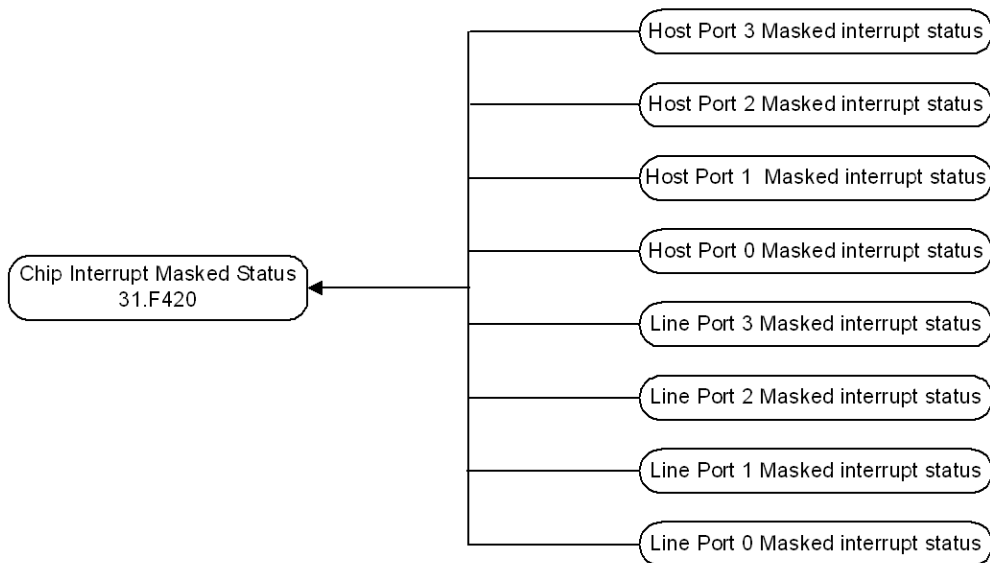 Host Port 3 Masked interrupt status
Host Port 2 Masked interrupt status
Host Port 1 Masked interrupt status
Host Port 0 Masked interrupt status
Chip Interrupt Masked Status
31.F420
Line Port 3 Masked interrupt status
Line Port 2 Masked interrupt status
Line Port 1 Masked interrupt status
Line Port 0 Masked interrupt status